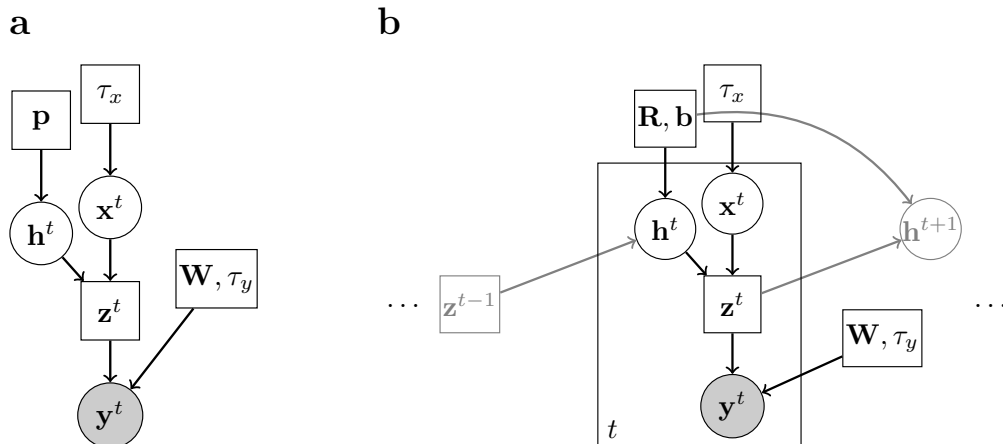 a
p
τ_x
h^t
x^t
z^t
W, τ_y
y^t
b
R, b
τ_x
h^t
x^t
h^{t+1}
...
z^{t−1}
z^t
...
W, τ_y
y^t
t